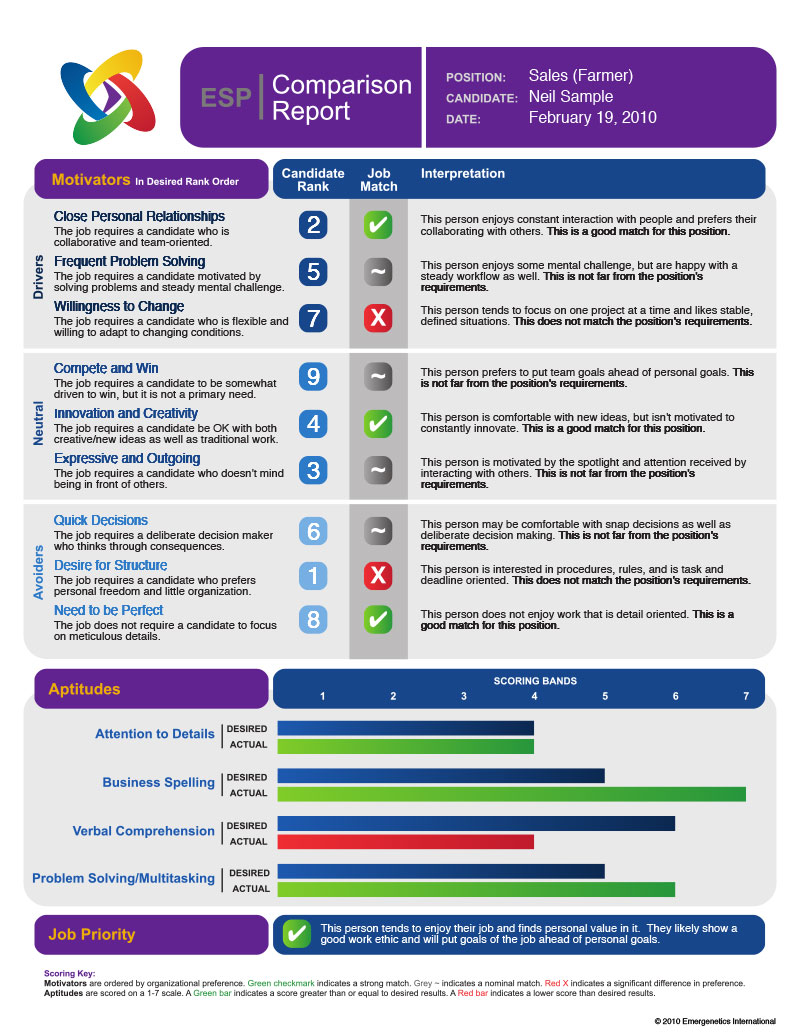 ESP
Comparison
Report
POSITION: Sales (Farmer)
CANDIDATE: Neil Sample
DATE: February 19, 2010
Motivators In Desired Rank Order
Candidate
Rank
Job
Match
Interpretation
Drivers
Close Personal Relationships
The job requires a candidate who is
collaborative and team-oriented.
2
✔
This person enjoys constant interaction with people and prefers their
collaborating with others. This is a good match for this position.
Frequent Problem Solving
The job requires a candidate motivated by
solving problems and steady mental challenge.
5
~
This person enjoys some mental challenge, but are happy with a
steady workflow as well. This is not far from the position's
requirements.
Willingness to Change
The job requires a candidate who is flexible and
willing to adapt to changing conditions.
7
X
This person tends to focus on one project at a time and likes stable,
defined situations. This does not match the position's requirements.
Neutral
Compete and Win
The job requires a candidate to be somewhat
driven to win, but it is not a primary need.
9
~
This person prefers to put team goals ahead of personal goals. This
is not far from the position's requirements.
Innovation and Creativity
The job requires a candidate be OK with both
creative/new ideas as well as traditional work.
4
✔
This person is comfortable with new ideas, but isn't motivated to
constantly innovate. This is a good match for this position.
Expressive and Outgoing
The job requires a candidate who doesn't mind
being in front of others.
3
~
This person is motivated by the spotlight and attention received by
interacting with others. This is not far from the position's
requirements.
Avoiders
Quick Decisions
The job requires a deliberate decision maker
who thinks through consequences.
6
~
This person may be comfortable with snap decisions as well as
deliberate decision making. This is not far from the position's
requirements.
Desire for Structure
The job requires a candidate who prefers
personal freedom and little organization.
1
X
This person is interested in procedures, rules, and is task and
deadline oriented. This does not match the position's requirements.
Need to be Perfect
The job does not require a candidate to focus
on meticulous details.
8
✔
This person does not enjoy work that is detail oriented. This is a
good match for this position.
Aptitudes
SCORING BANDS
1 2 3 4 5 6 7
Attention to Details
DESIRED
ACTUAL
Business Spelling
DESIRED
ACTUAL
Verbal Comprehension
DESIRED
ACTUAL
Problem Solving/Multitasking
DESIRED
ACTUAL
Job Priority
✔
This person tends to enjoy their job and finds personal value in it. They likely show a
good work ethic and will put goals of the job ahead of personal goals.
Scoring Key:
Motivators are ordered by organizational preference. Green checkmark indicates a strong match. Grey ~ indicates a nominal match. Red X indicates a significant difference in preference.
Aptitudes are scored on a 1-7 scale. A Green bar indicates a score greater than or equal to desired results. A Red bar indicates a lower score than desired results.
© 2010 Emergenetics International